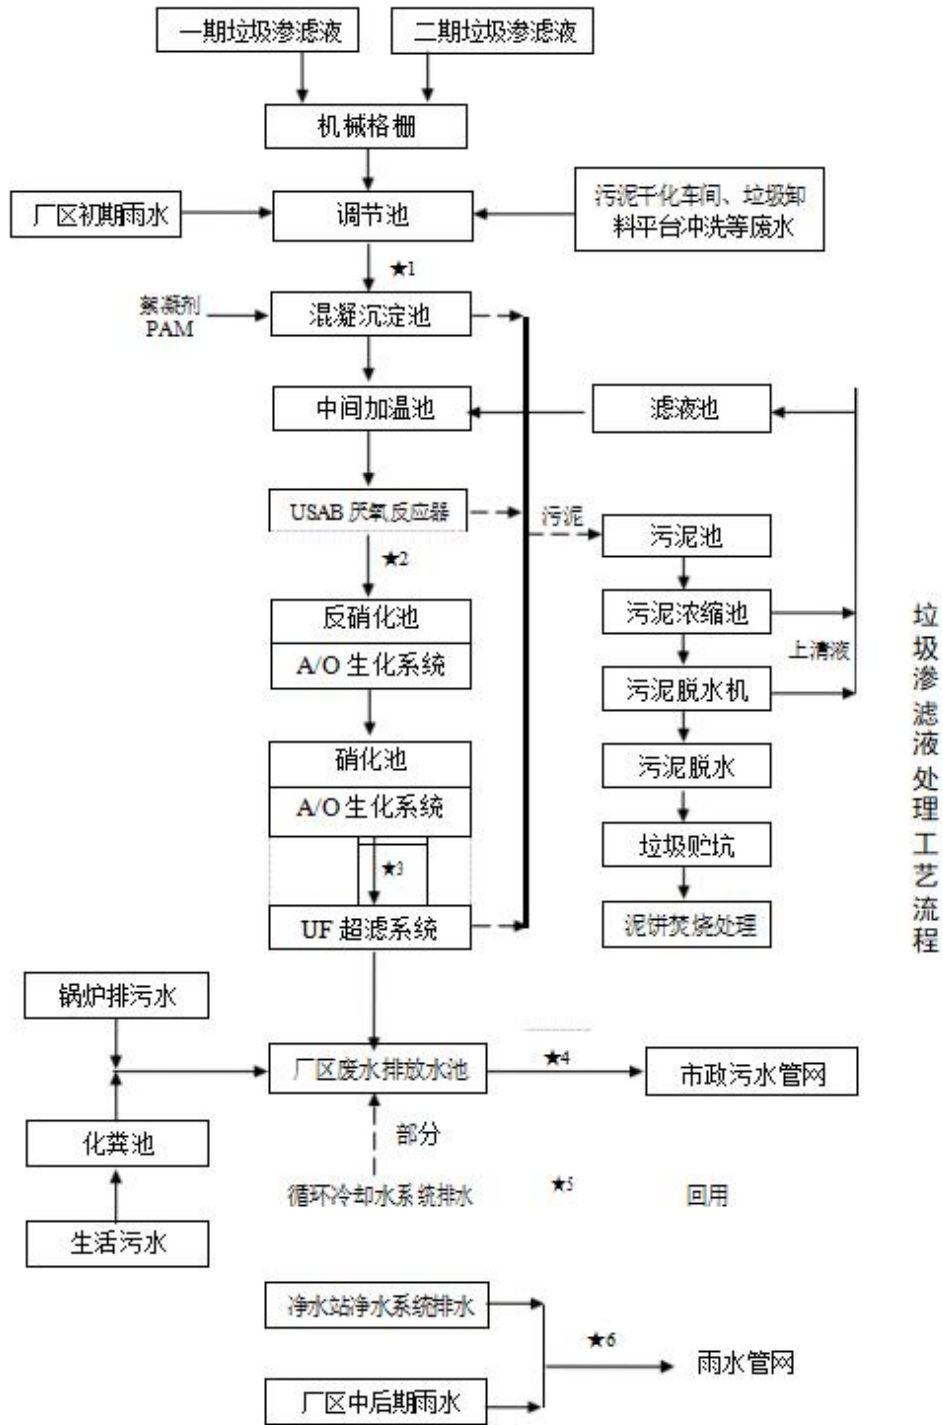 一期垃圾渗滤液
二期垃圾渗滤液
机械格栅
厂区初期雨水
调节池
污泥干化车间、垃圾卸
料平台冲洗等废水
★1
絮凝剂
PAM
混凝沉淀池
中间加温池
滤液池
USAB 厌氧反应器
污泥
污泥池
★2
反硝化池
A/O 生化系统
污泥浓缩池
上清液
污泥脱水机
硝化池
A/O 生化系统
污泥脱水
★3
垃圾贮坑
UF 超滤系统
泥饼焚烧处理
垃圾渗滤液处理工艺流程
锅炉排污水
厂区废水排放水池
★4
市政污水管网
化粪池
部分
循环冷却水系统排水
★5
回用
生活污水
净水站净水系统排水
★6
雨水管网
厂区中后期雨水